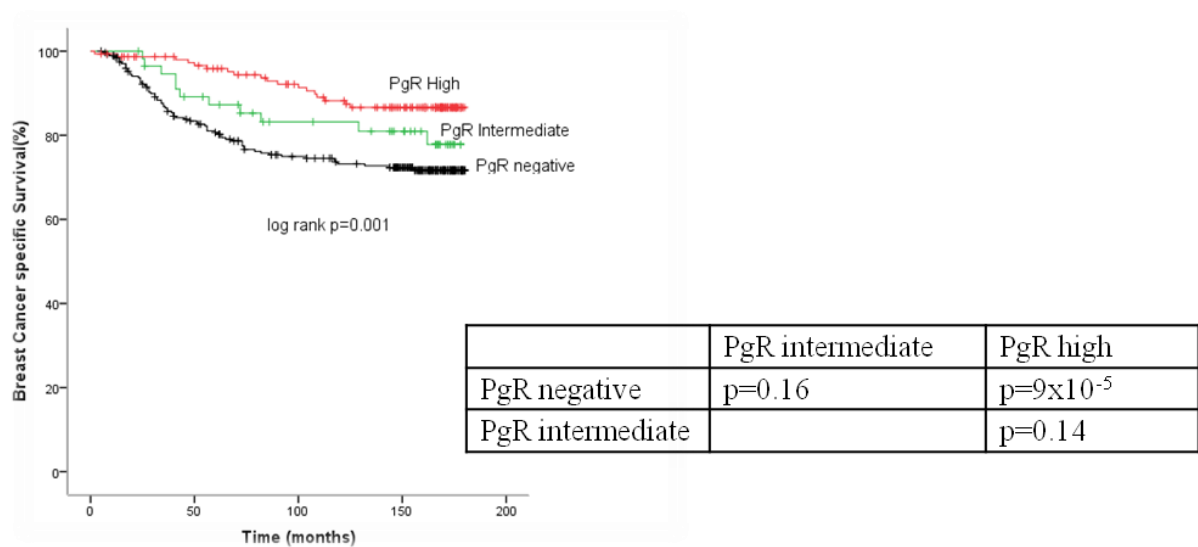 100
80
60
40
20
0
Breast Cancer specific Survival(%)
PgR High
PgR Intermediate
PgR negative
log rank p=0.001
0 50 100 150 200
Time (months)
PgR intermediate PgR high
PgR negative p=0.16 p=9x10⁻⁵
PgR intermediate p=0.14